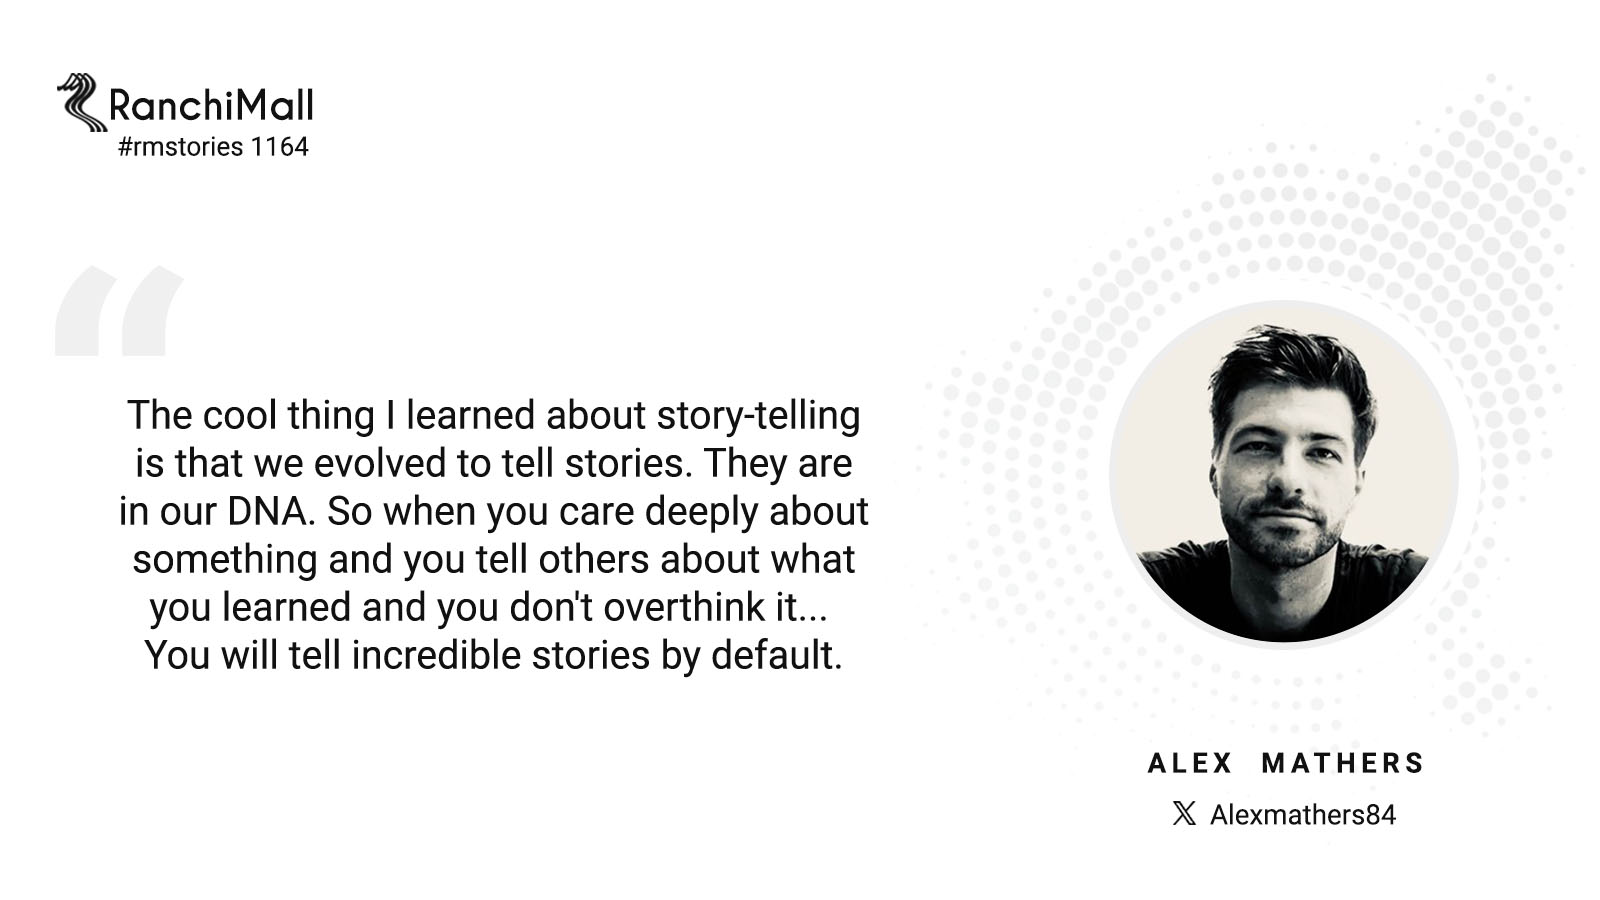 RanchiMall
#rmstories 1164
The cool thing I learned about story-telling
is that we evolved to tell stories. They are
in our DNA. So when you care deeply about
something and you tell others about what
you learned and you don't overthink it...
You will tell incredible stories by default.
ALEX MATHERS
𝕏 Alexmathers84